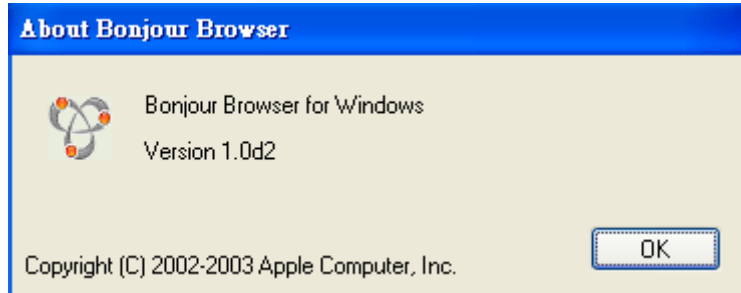 About Bonjour Browser
Bonjour Browser for Windows
Version 1.0d2
OK
Copyright (C) 2002-2003 Apple Computer, Inc.